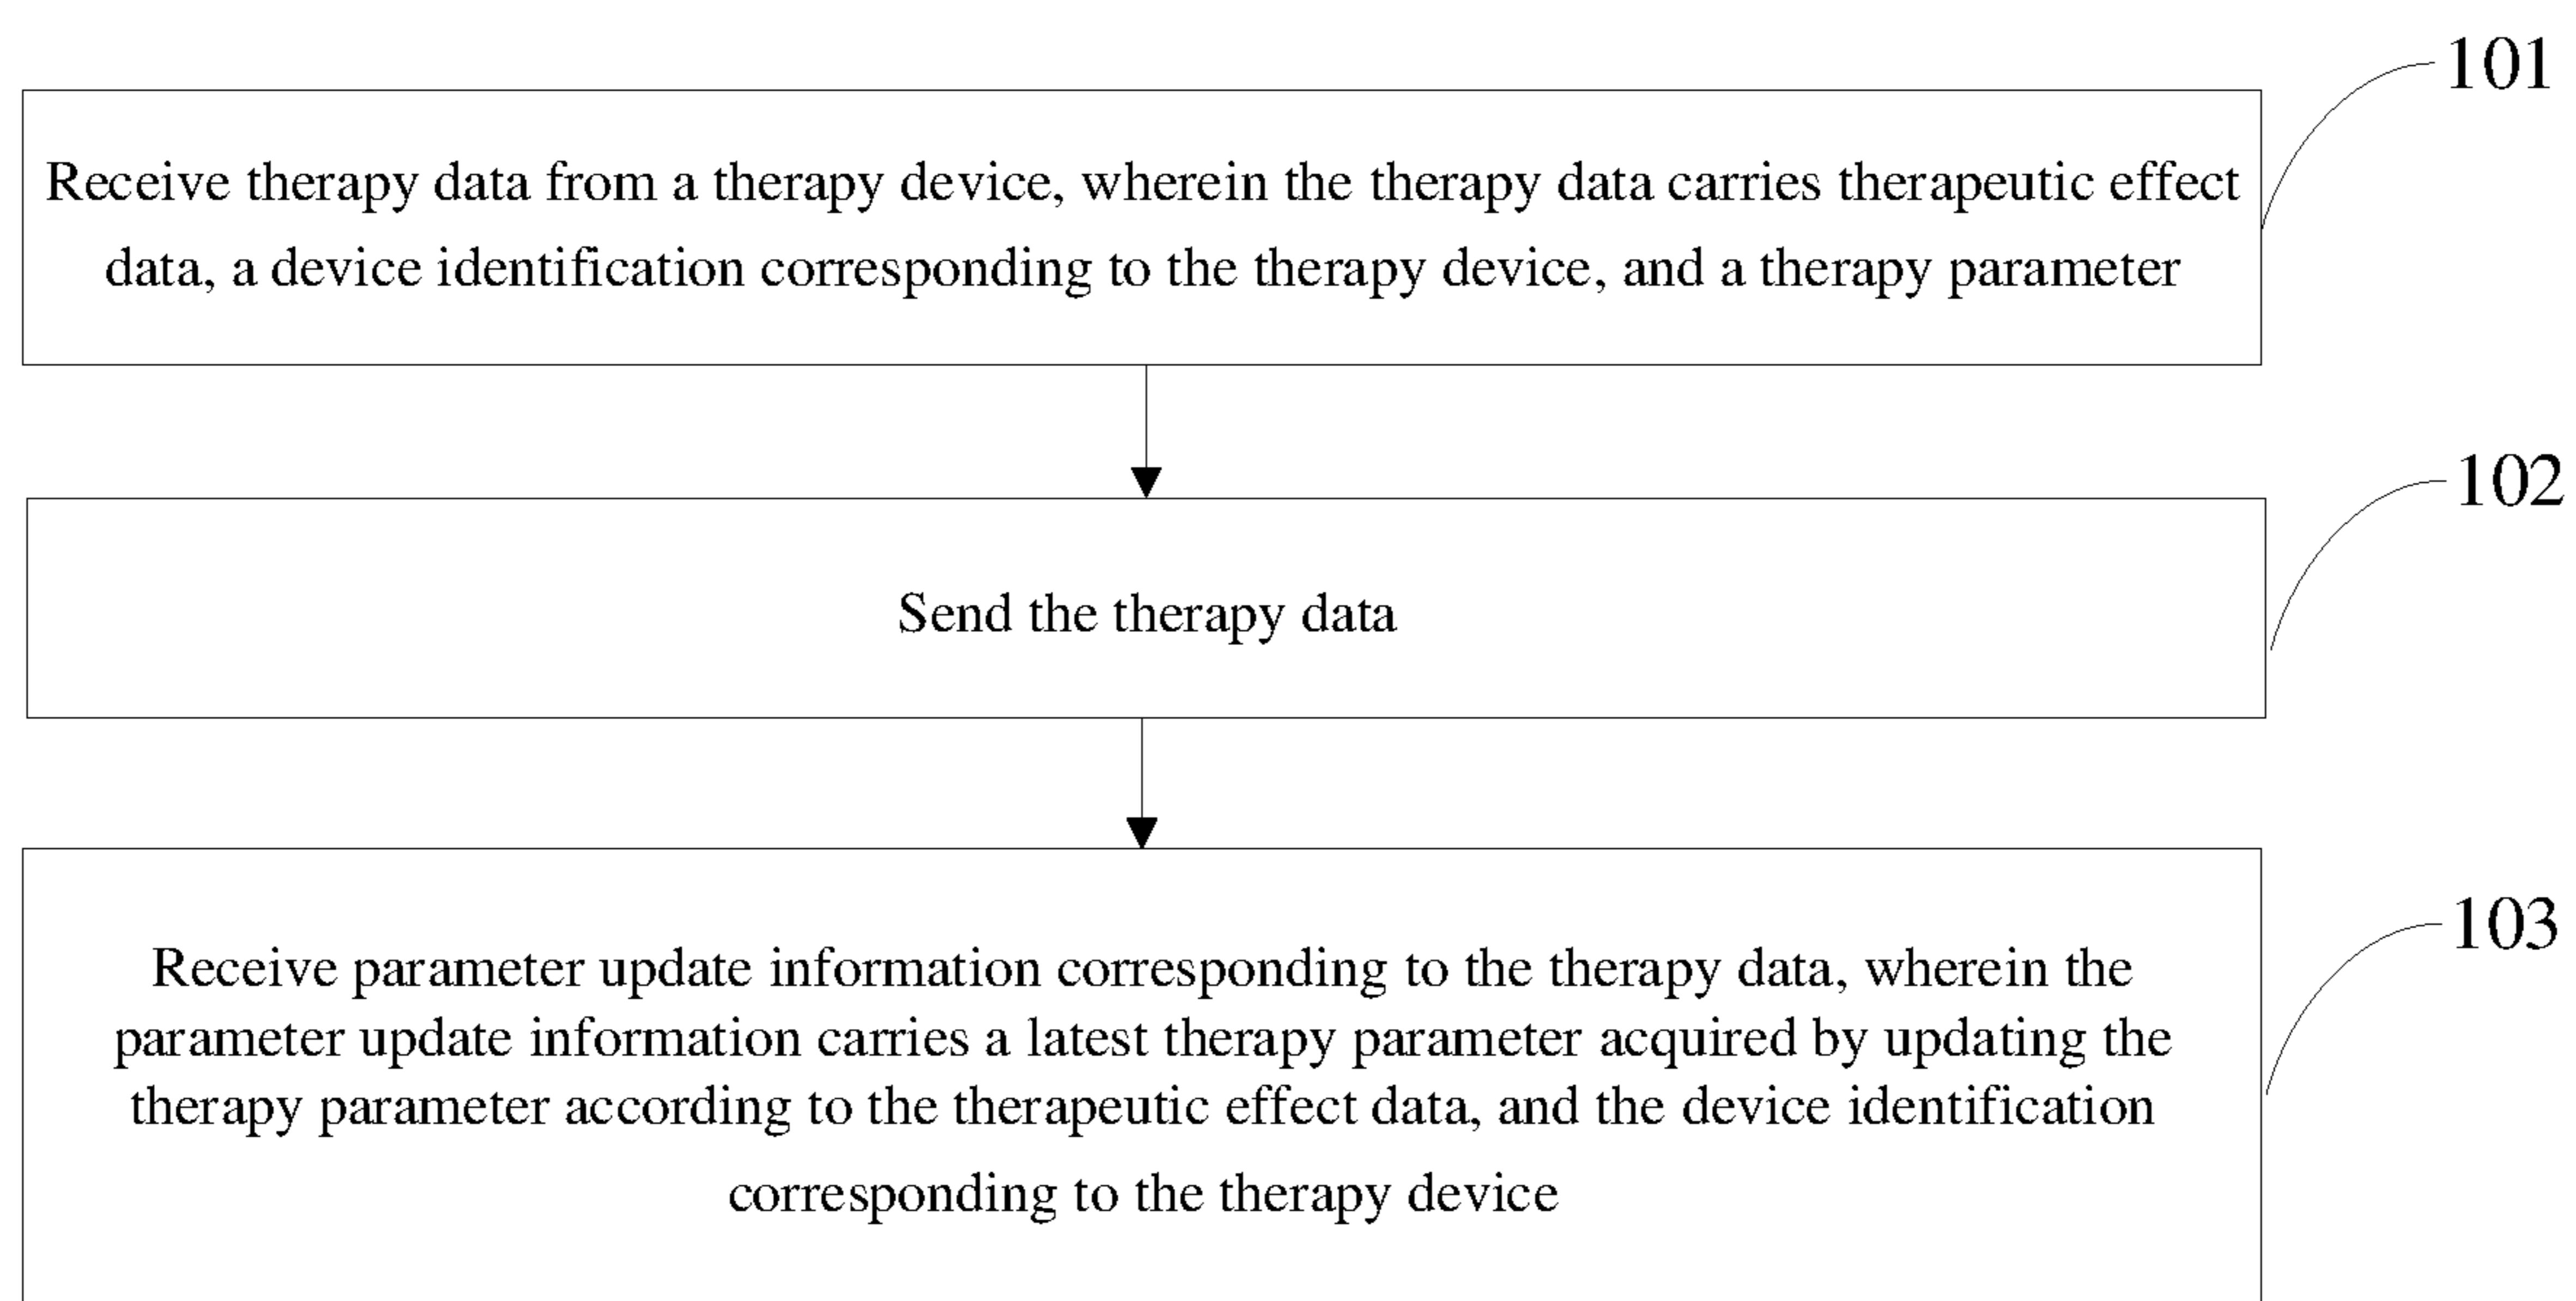 101
Receive therapy data from a therapy device, wherein the therapy data carries therapeutic effect
data, a device identification corresponding to the therapy device, and a therapy parameter
102
Send the therapy data
103
Receive parameter update information corresponding to the therapy data, wherein the
parameter update information carries a latest therapy parameter acquired by updating the
therapy parameter according to the therapeutic effect data, and the device identification
corresponding to the therapy device